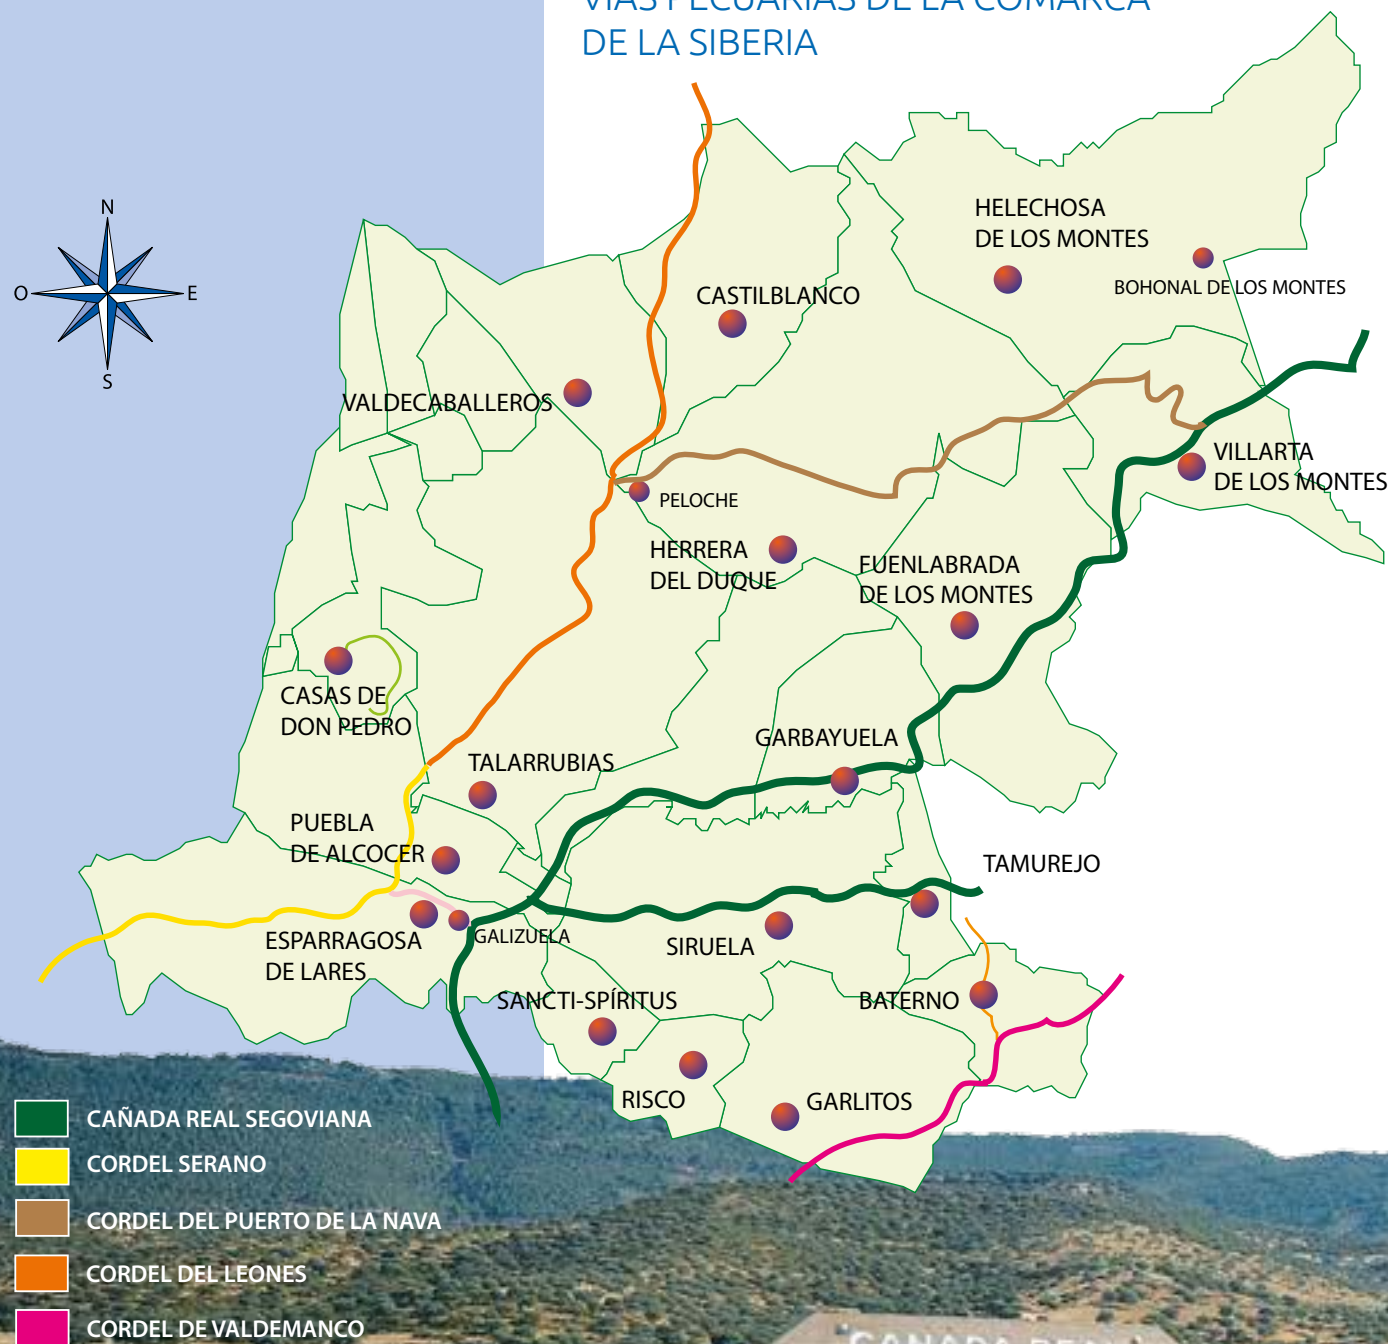 VÍAS PECUARIAS DE LA COMARCA
DE LA SIBERIA
N
O
E
S
HELECHOSA
DE LOS MONTES
BOHONAL DE LOS MONTES
CASTILBLANCO
VALDECABALLEROS
VILLARTA
DE LOS MONTES
PELOCHE
HERRERA
DEL DUQUE
FUENLABRADA
DE LOS MONTES
CASAS DE
DON PEDRO
GARBAYUELA
TALARRUBIAS
PUEBLA
DE ALCOCER
TAMUREJO
ESPARRAGOSA
DE LARES
GALIZUELA
SIRUELA
SANCTI-SPÍRITUS
BATERNO
RISCO
GARLITOS
CAÑADA REAL SEGOVIANA
CORDEL SERANO
CORDEL DEL PUERTO DE LA NAVA
CORDEL DEL LEONES
CORDEL DE VALDEMANCO